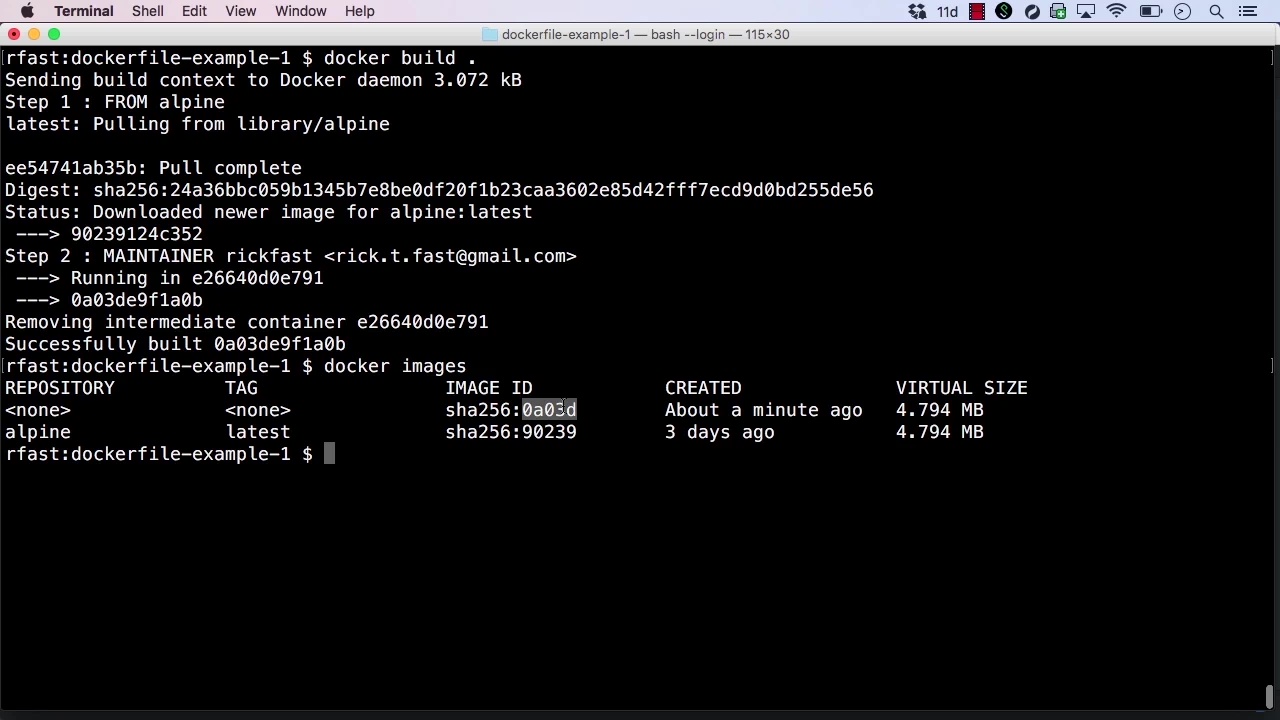 Terminal Shell Edit View Window Help 11d
dockerfile-example-1 — bash --login — 115×30
[rfast:dockerfile-example-1 $ docker build . ]
Sending build context to Docker daemon 3.072 kB
Step 1 : FROM alpine
latest: Pulling from library/alpine
ee54741ab35b: Pull complete
Digest: sha256:24a36bbc059b1345b7e8be0df20f1b23caa3602e85d42fff7ecd9d0bd255de56
Status: Downloaded newer image for alpine:latest
---> 90239124c352
Step 2 : MAINTAINER rickfast <rick.t.fast@gmail.com>
---> Running in e26640d0e791
---> 0a03de9f1a0b
Removing intermediate container e26640d0e791
Successfully built 0a03de9f1a0b
[rfast:dockerfile-example-1 $ docker images ]
REPOSITORY TAG IMAGE ID CREATED VIRTUAL SIZE
<none> <none> sha256:0a03d About a minute ago 4.794 MB
alpine latest sha256:90239 3 days ago 4.794 MB
rfast:dockerfile-example-1 $